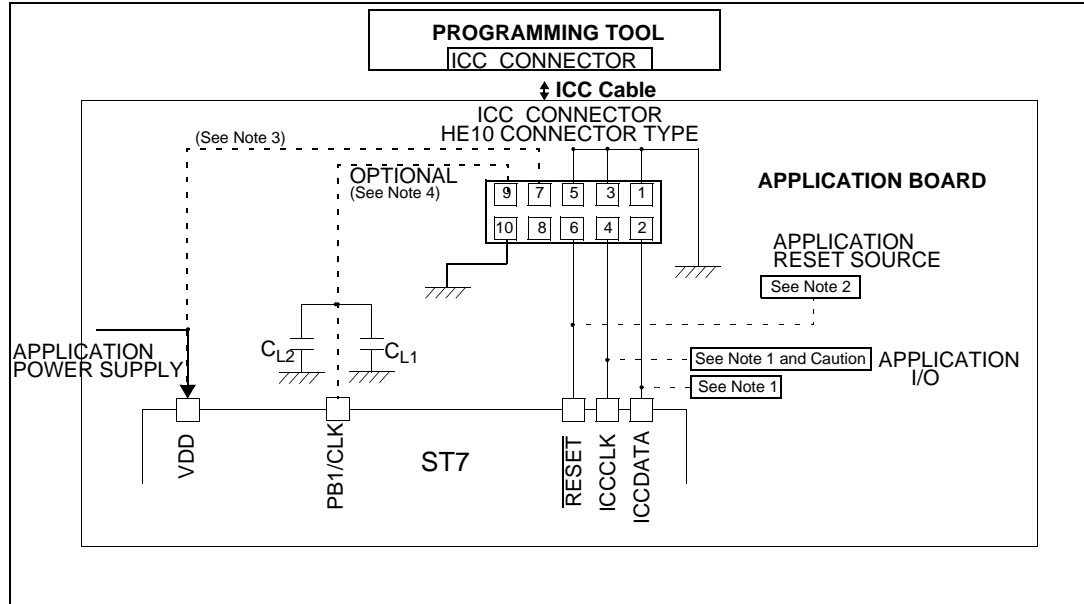 PROGRAMMING TOOL
ICC CONNECTOR
ICC Cable
ICC CONNECTOR
HE10 CONNECTOR TYPE
(See Note 3)
OPTIONAL
(See Note 4)
9 7 5 3 1
10 8 6 4 2
APPLICATION BOARD
APPLICATION
RESET SOURCE
See Note 2
APPLICATION
POWER SUPPLY
CL2
CL1
See Note 1 and Caution
See Note 1
APPLICATION
I/O
VDD
PB1/CLK
ST7
RESET
ICCCLK
ICCDATA